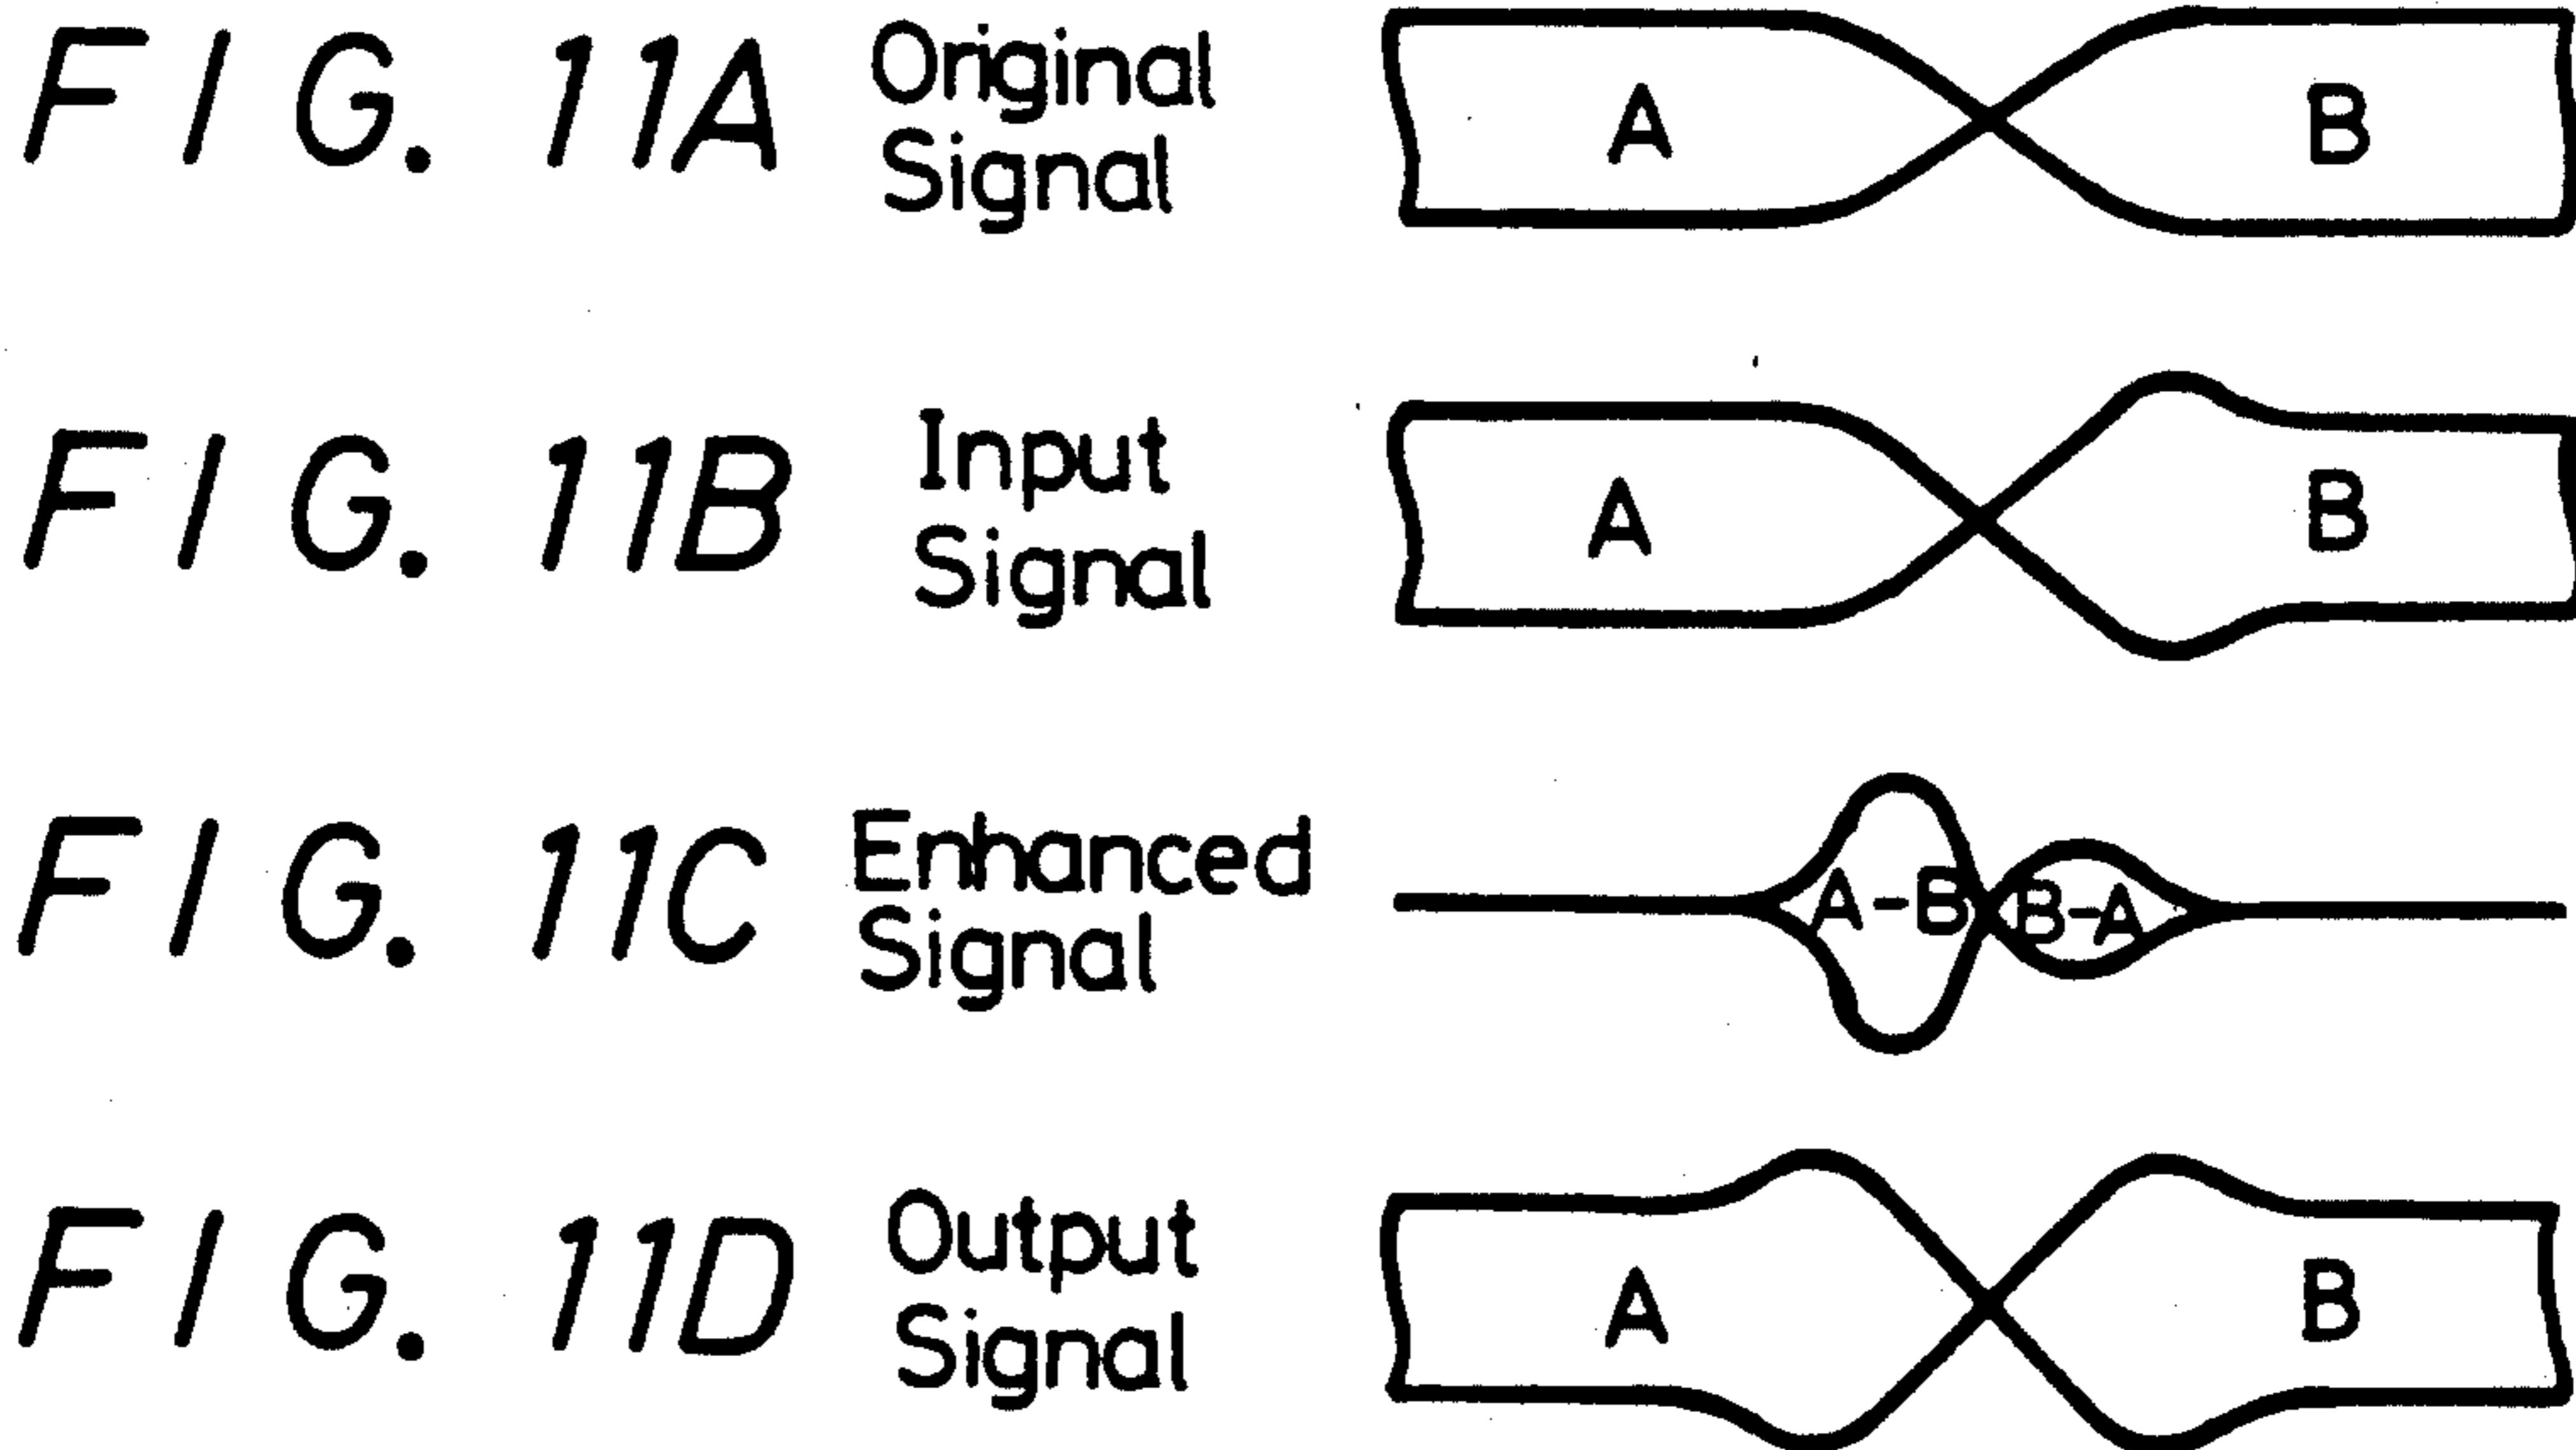 FIG. 11A Original Signal A B
FIG. 11B Input Signal A B
FIG. 11C Enhanced Signal A-B B-A
FIG. 11D Output Signal A B